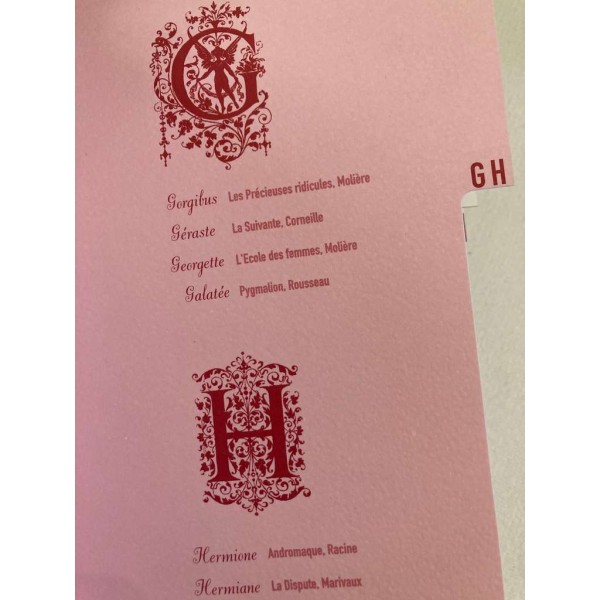 G
GH
Gorgibus Les Précieuses ridicules, Molière
Géraste La Suivante, Corneille
Georgette L'Ecole des femmes, Molière
Galatée Pygmalion, Rousseau
H
Hermione Andromaque, Racine
Hermiane La Dispute, Marivaux